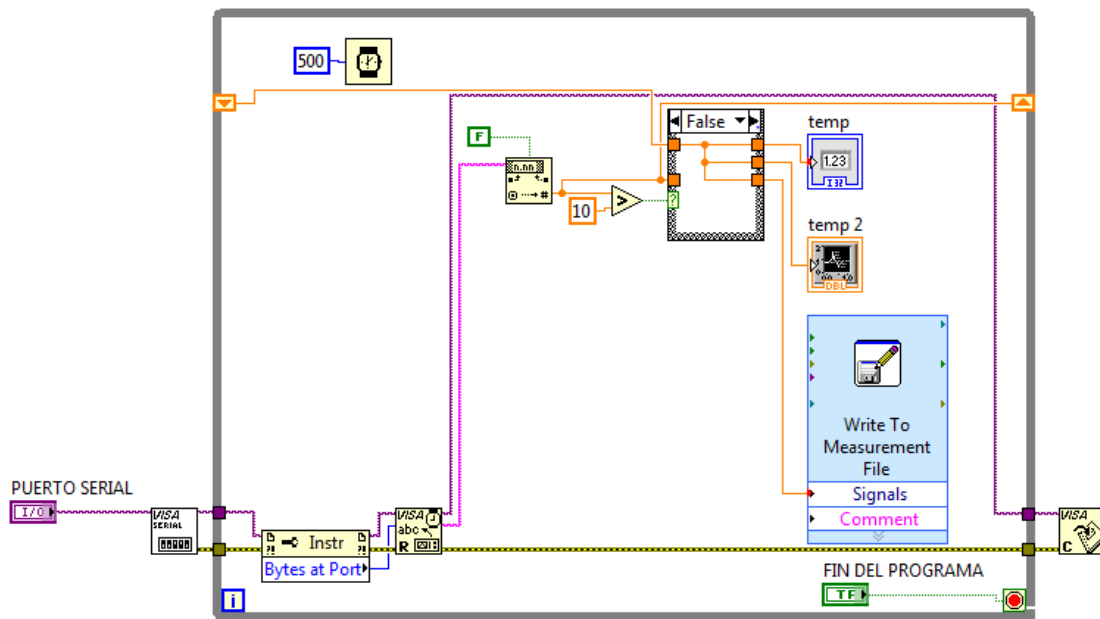 500
False
temp
F
n.nn
1.23
I32
#
10
>
?
temp 2
DBL
Write To
Measurement
File
PUERTO SERIAL
Signals
I/O
VISA
SERIAL
VISA
abc
R
VISA
C
Comment
Instr
Bytes at Port
FIN DEL PROGRAMA
TF
i